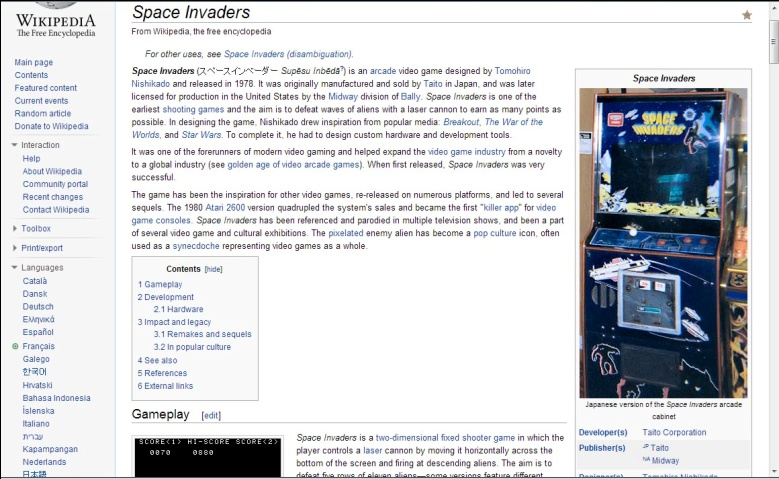 WIKIPEDIA
The Free Encyclopedia
Main page
Contents
Featured content
Current events
Random article
Donate to Wikipedia
Interaction
Help
About Wikipedia
Community portal
Recent changes
Contact Wikipedia
Toolbox
Print/export
Languages
Català
Dansk
Deutsch
Ελληνικά
Español
Français
Galego
한국어
Hrvatski
Bahasa Indonesia
Íslenska
Italiano
עברית
Kapampangan
Nederlands
日本語
Space Invaders
From Wikipedia, the free encyclopedia
For other uses, see Space Invaders (disambiguation).
Space Invaders (スペースインベーダー Supēsu Inbēdā?) is an arcade video game designed by Tomohiro
Nishikado and released in 1978. It was originally manufactured and sold by Taito in Japan, and was later
licensed for production in the United States by the Midway division of Bally. Space Invaders is one of the
earliest shooting games and the aim is to defeat waves of aliens with a laser cannon to earn as many points as
possible. In designing the game, Nishikado drew inspiration from popular media: Breakout, The War of the
Worlds, and Star Wars. To complete it, he had to design custom hardware and development tools.
It was one of the forerunners of modern video gaming and helped expand the video game industry from a novelty
to a global industry (see golden age of video arcade games). When first released, Space Invaders was very
successful.
The game has been the inspiration for other video games, re-released on numerous platforms, and led to several
sequels. The 1980 Atari 2600 version quadrupled the system's sales and became the first "killer app" for video
game consoles. Space Invaders has been referenced and parodied in multiple television shows, and been a part
of several video game and cultural exhibitions. The pixelated enemy alien has become a pop culture icon, often
used as a synecdoche representing video games as a whole.
Contents [hide]
1 Gameplay
2 Development
2.1 Hardware
3 Impact and legacy
3.1 Remakes and sequels
3.2 In popular culture
4 See also
5 References
6 External links
Gameplay [edit]
SCORE<1> HI-SCORE SCORE<2>
0070 0880
Space Invaders is a two-dimensional fixed shooter game in which the
player controls a laser cannon by moving it horizontally across the
bottom of the screen and firing at descending aliens. The aim is to
defeat five rows of eleven aliens—some versions feature different
Space Invaders
SPACE
INVADERS
Japanese version of the Space Invaders arcade
cabinet
Developer(s) Taito Corporation
Publisher(s) JP Taito
NA Midway
Designer(s) Tomohiro Nishikado